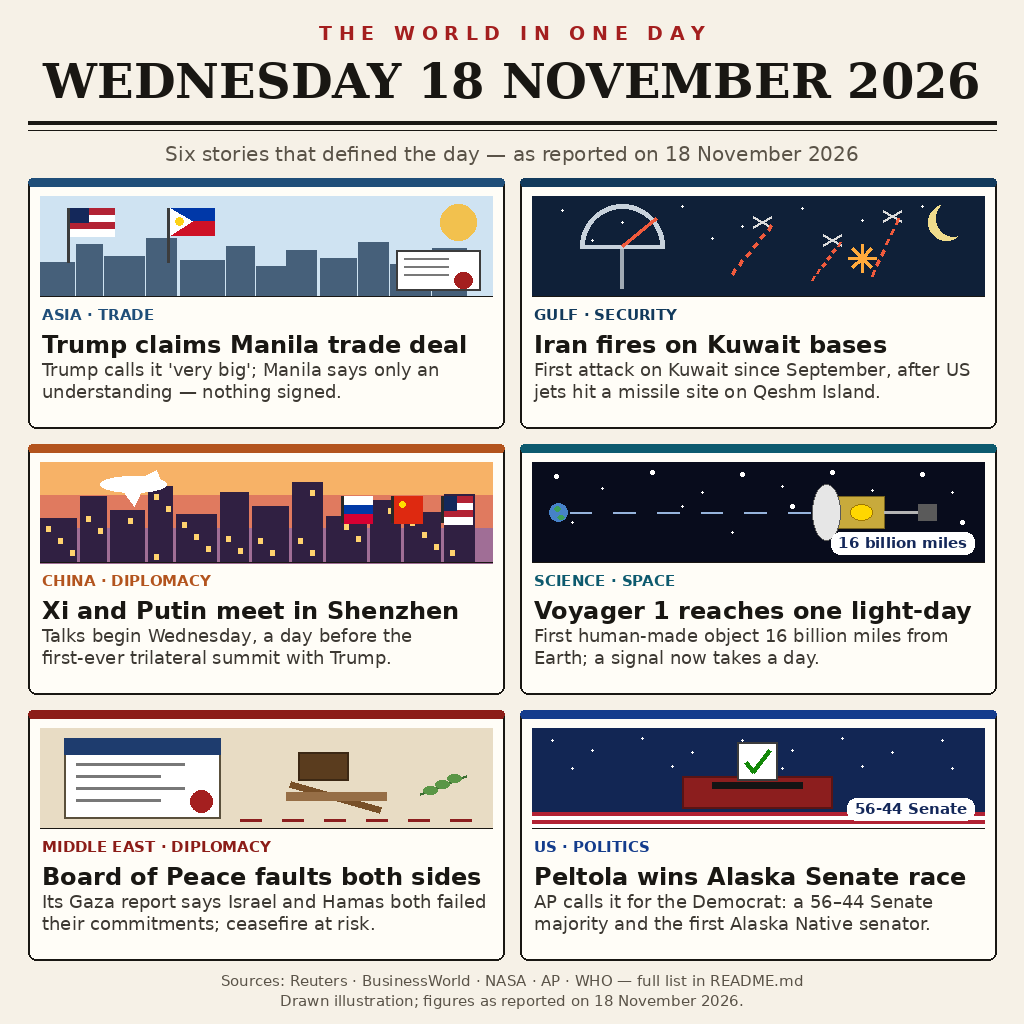 THE WORLD IN ONE DAY
WEDNESDAY 18 NOVEMBER 2026
Six stories that defined the day — as reported on 18 November 2026
ASIA · TRADE
Trump claims Manila trade deal
Trump calls it 'very big'; Manila says only an
understanding — nothing signed.
GULF · SECURITY
Iran fires on Kuwait bases
First attack on Kuwait since September, after US
jets hit a missile site on Qeshm Island.
CHINA · DIPLOMACY
Xi and Putin meet in Shenzhen
Talks begin Wednesday, a day before the
first-ever trilateral summit with Trump.
16 billion miles
SCIENCE · SPACE
Voyager 1 reaches one light-day
First human-made object 16 billion miles from
Earth; a signal now takes a day.
MIDDLE EAST · DIPLOMACY
Board of Peace faults both sides
Its Gaza report says Israel and Hamas both failed
their commitments; ceasefire at risk.
56-44 Senate
US · POLITICS
Peltola wins Alaska Senate race
AP calls it for the Democrat: a 56–44 Senate
majority and the first Alaska Native senator.
Sources: Reuters · BusinessWorld · NASA · AP · WHO — full list in README.md
Drawn illustration; figures as reported on 18 November 2026.